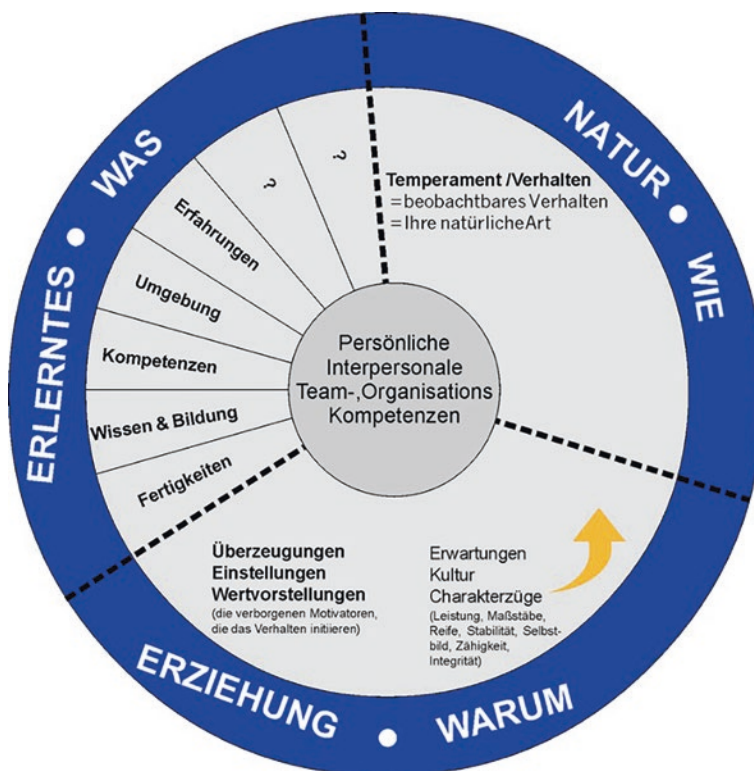 ERLERNTES • WAS
NATUR • WIE
ERZIEHUNG • WARUM
Temperament /Verhalten
=beobachtbares Verhalten
=Ihre natürliche Art
?
?
Erfahrungen
Umgebung
Kompetenzen
Wissen & Bildung
Fertigkeiten
Persönliche
Interpersonale
Team-,Organisations
Kompetenzen
Überzeugungen
Einstellungen
Wertvorstellungen
(die verborgenen Motivatoren,
die das Verhalten initiieren)
Erwartungen
Kultur
Charakterzüge
(Leistung, Maßstäbe,
Reife, Stabilität, Selbst-
bild, Zähigkeit,
Integrität)